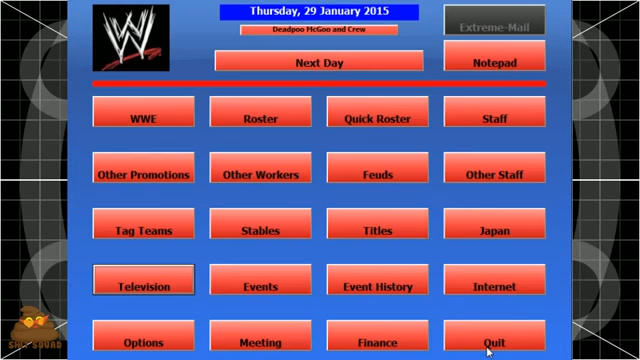 Thursday, 29 January 2015
Deadpoo McGoo and Crew
Extreme-Mail
Next Day
Notepad
WWE
Roster
Quick Roster
Staff
Other Promotions
Other Workers
Feuds
Other Staff
Tag Teams
Stables
Titles
Japan
Television
Events
Event History
Internet
Options
Meeting
Finance
Quit
SHIT SQUAD